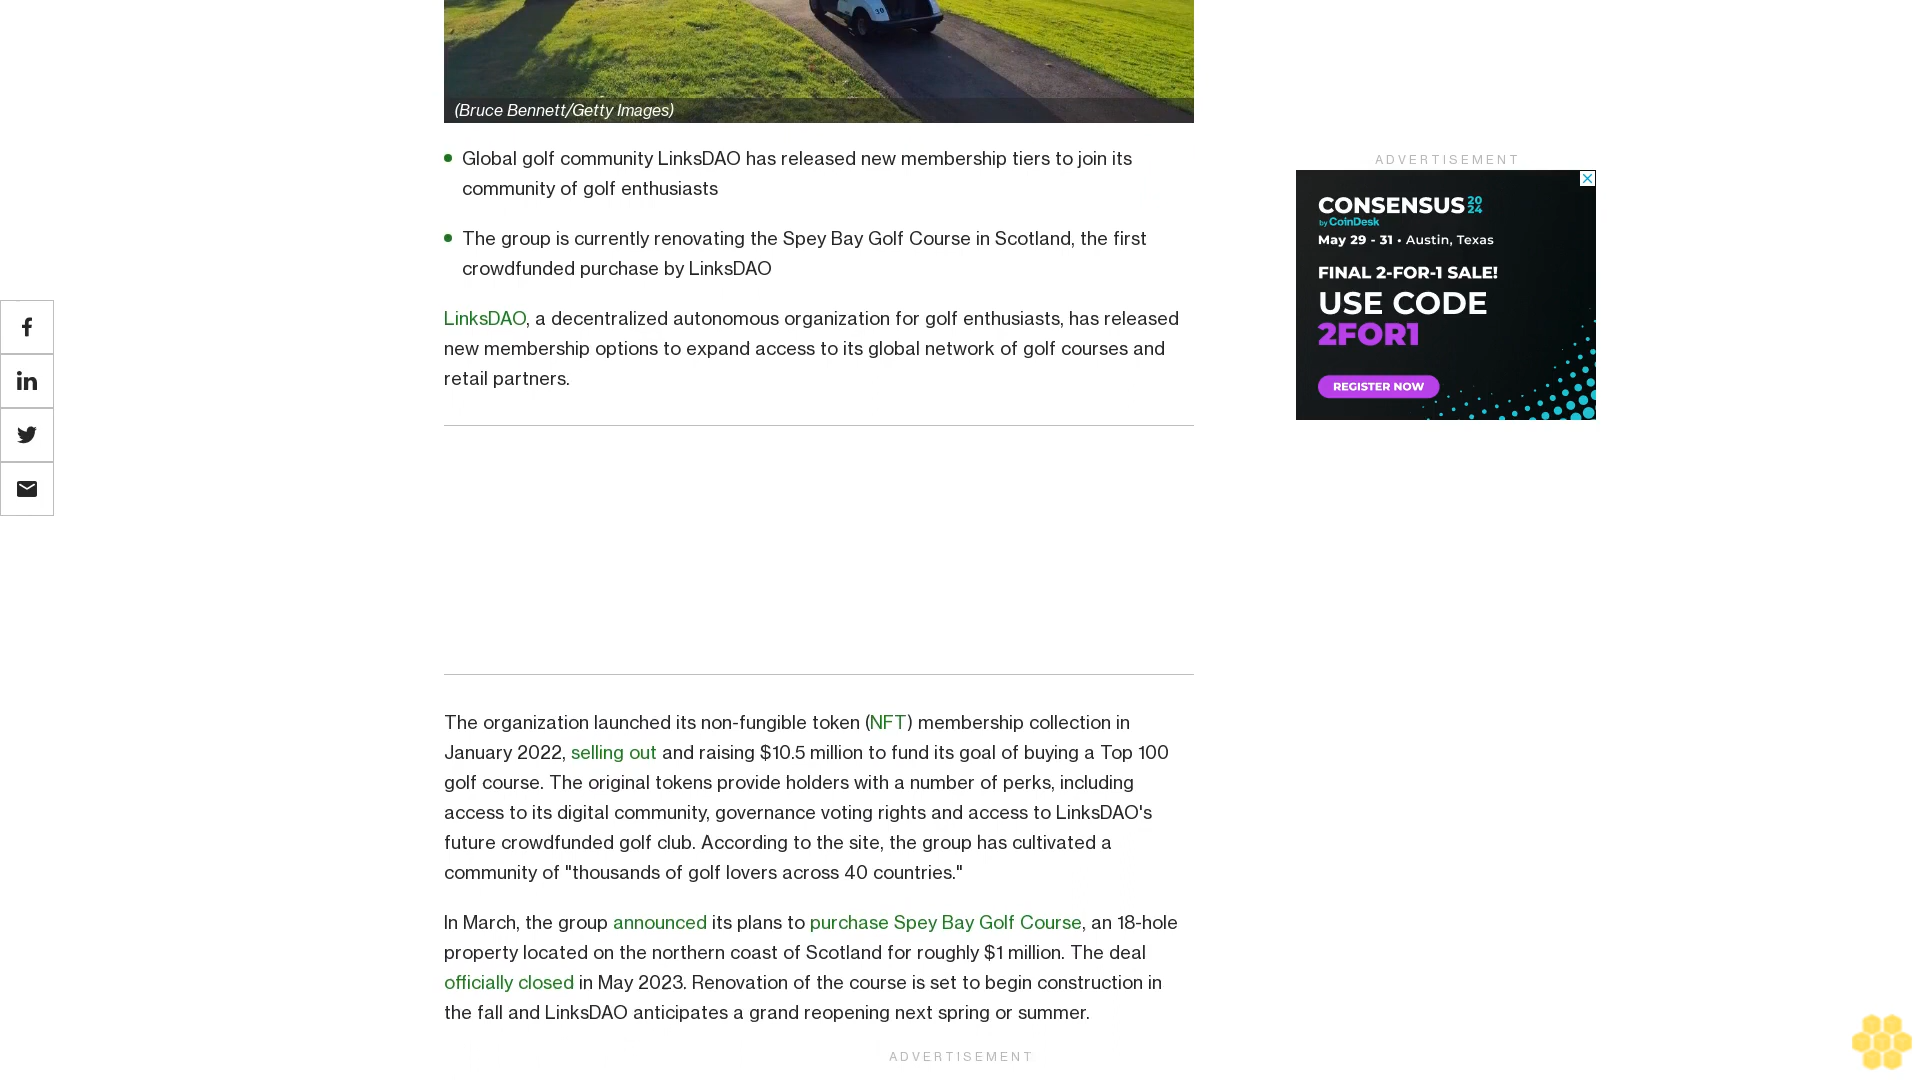 (Bruce Bennett/Getty Images)
Global golf community LinksDAO has released new membership tiers to join its
community of golf enthusiasts
The group is currently renovating the Spey Bay Golf Course in Scotland, the first
crowdfunded purchase by LinksDAO
LinksDAO, a decentralized autonomous organization for golf enthusiasts, has released
new membership options to expand access to its global network of golf courses and
retail partners.
The organization launched its non-fungible token (NFT) membership collection in
January 2022, selling out and raising $10.5 million to fund its goal of buying a Top 100
golf course. The original tokens provide holders with a number of perks, including
access to its digital community, governance voting rights and access to LinksDAO's
future crowdfunded golf club. According to the site, the group has cultivated a
community of "thousands of golf lovers across 40 countries."
In March, the group announced its plans to purchase Spey Bay Golf Course, an 18-hole
property located on the northern coast of Scotland for roughly $1 million. The deal
officially closed in May 2023. Renovation of the course is set to begin construction in
the fall and LinksDAO anticipates a grand reopening next spring or summer.
ADVERTISEMENT
ADVERTISEMENT
CONSENSUS 2024
by CoinDesk
May 29 - 31 • Austin, Texas
FINAL 2-FOR-1 SALE!
USE CODE
2FOR1
REGISTER NOW